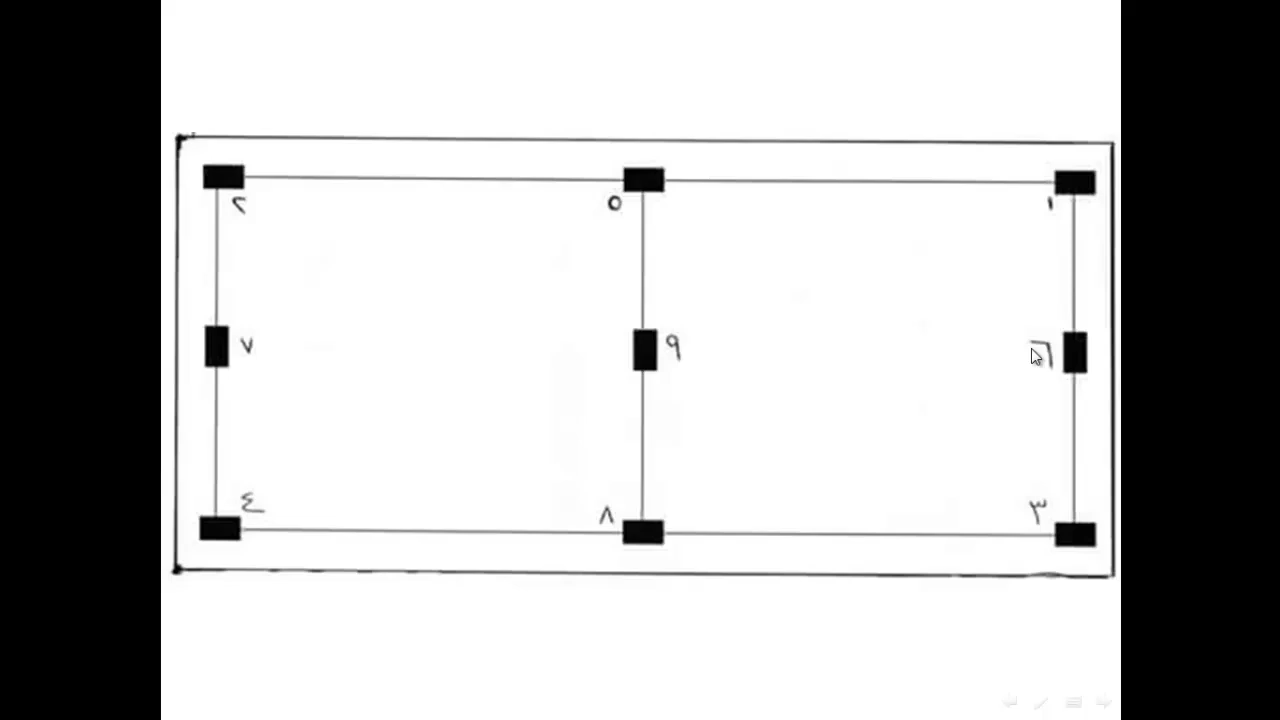 ١ ٥ ٢
٦ ٩ ٧
٣ ٨ ٤